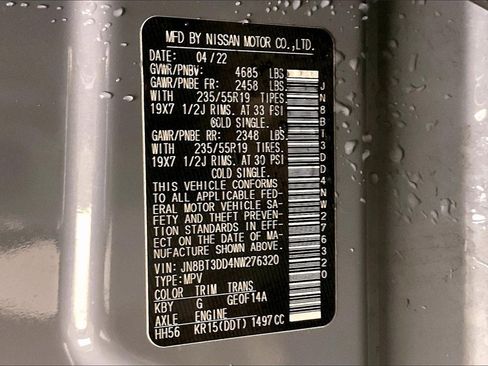 MFD BY NISSAN MOTOR CO.,LTD.
DATE: 04/22
GVWR/PNBV: 4685 LBS
GAWR/PNBE FR: 2458 LBS
WITH 235/55R19 TIRES.
19X7 1/2J RIMS. AT 33 PSI
COLD SINGLE.
GAWR/PNBE RR: 2348 LBS
WITH 235/55R19 TIRES.
19X7 1/2J RIMS. AT 30 PSI
COLD SINGLE.
THIS VEHICLE CONFORMS
TO ALL APPLICABLE FED-
ERAL MOTOR VEHICLE SA-
FETY AND THEFT PREVEN-
TION STANDARDS IN EFF-
ECT ON THE DATE OF MA-
NUFACTURE SHOWN ABOVE.
VIN: JN8BT3DD4NW276320
TYPE: MPV
COLOR TRIM TRANS
KBY G GE0F14A
AXLE ENGINE
HH56 KR15(DDT) 1497CC
JN8BT3DD4NW276320